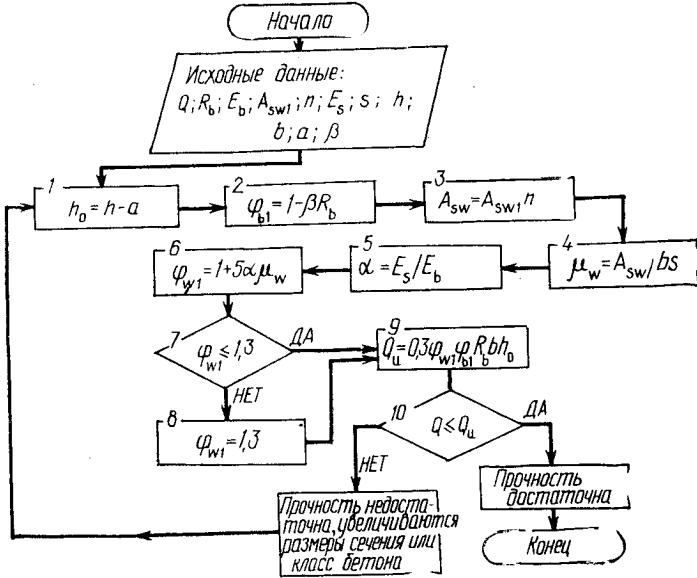 Начало
Исходные данные:
Q; R_b; E_b; A_sw1; n; E_s; s; h;
b; a; β
1
h_0 = h-a
2
φ_b1 = 1-βR_b
3
A_sw = A_sw1 n
4
μ_w = A_sw/bs
5
α = E_s/E_b
6
φ_w1 = 1+5αμ_w
7
φ_w1 ≤ 1,3
ДА
НЕТ
8
φ_w1 = 1,3
9
Q_u = 0,3φ_w1 φ_b1 R_b bh_0
10
Q ≤ Q_u
ДА
НЕТ
Прочность
достаточна
Прочность недоста-
точна, увеличиваются
размеры сечения или
класс бетона
Конец